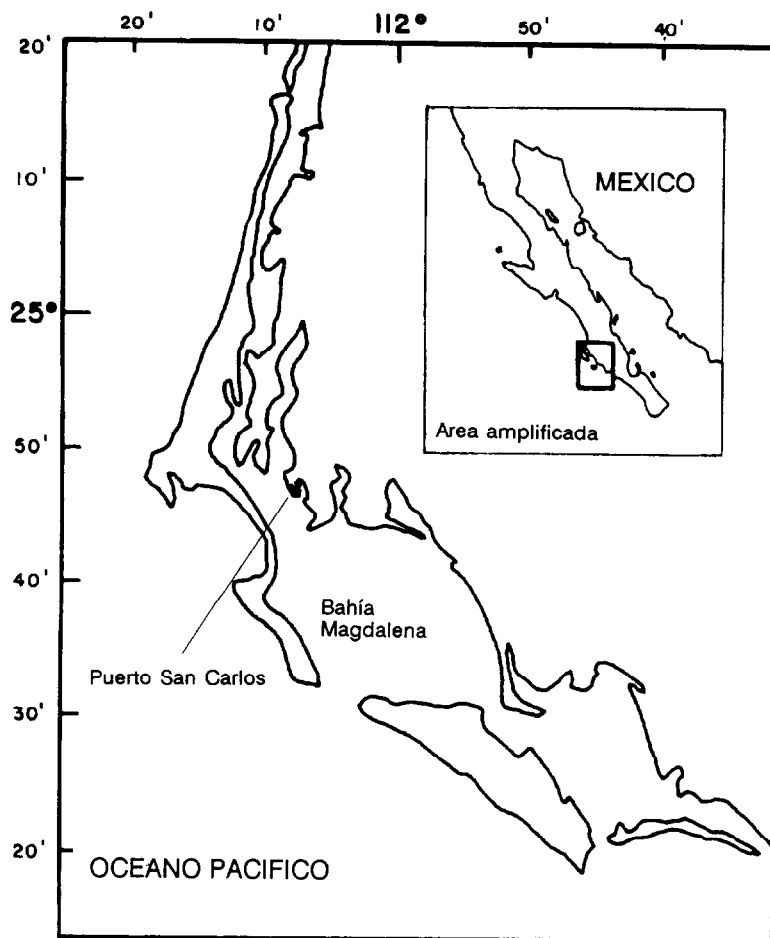 20' 10' 112° 50' 40'
20'
10'
MEXICO
25°
Area amplificada
50'
40'
Bahía
Magdalena
Puerto San Carlos
30'
20'
OCEANO PACIFICO